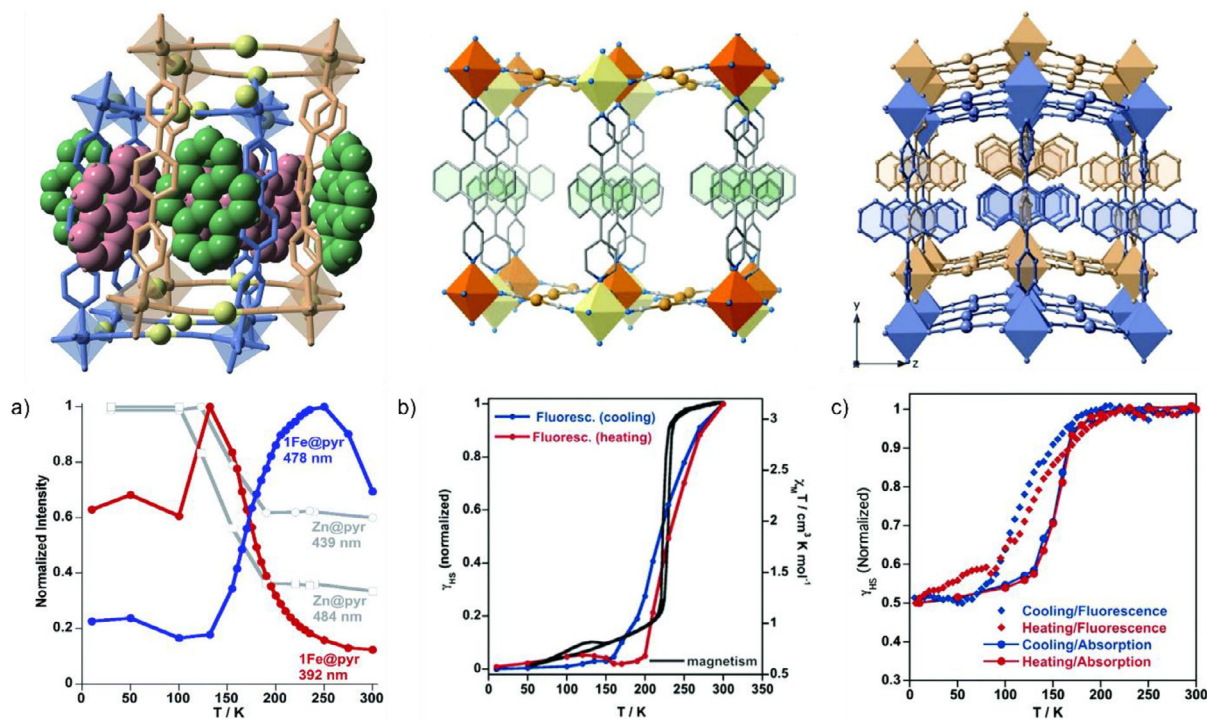 y
z
a)
1
0.8
0.6
0.4
0.2
0
Normalized Intensity
1Fe@pyr
478 nm
Zn@pyr
439 nm
Zn@pyr
484 nm
1Fe@pyr
392 nm
0 50 100 150 200 250 300
T / K
b)
1
0.8
0.6
0.4
0.2
0
γHS (normalized)
Fluoresc. (cooling)
Fluoresc. (heating)
magnetism
3
2.5
2
1.5
1
0.5
χM T / cm³ K mol⁻¹
0 50 100 150 200 250 300 350
T / K
c)
1.0
0.9
0.8
0.7
0.6
0.5
0.4
0.3
γHS (Normalized)
Cooling/Fluorescence
Heating/Fluorescence
Cooling/Absorption
Heating/Absorption
0 50 100 150 200 250 300
T / K